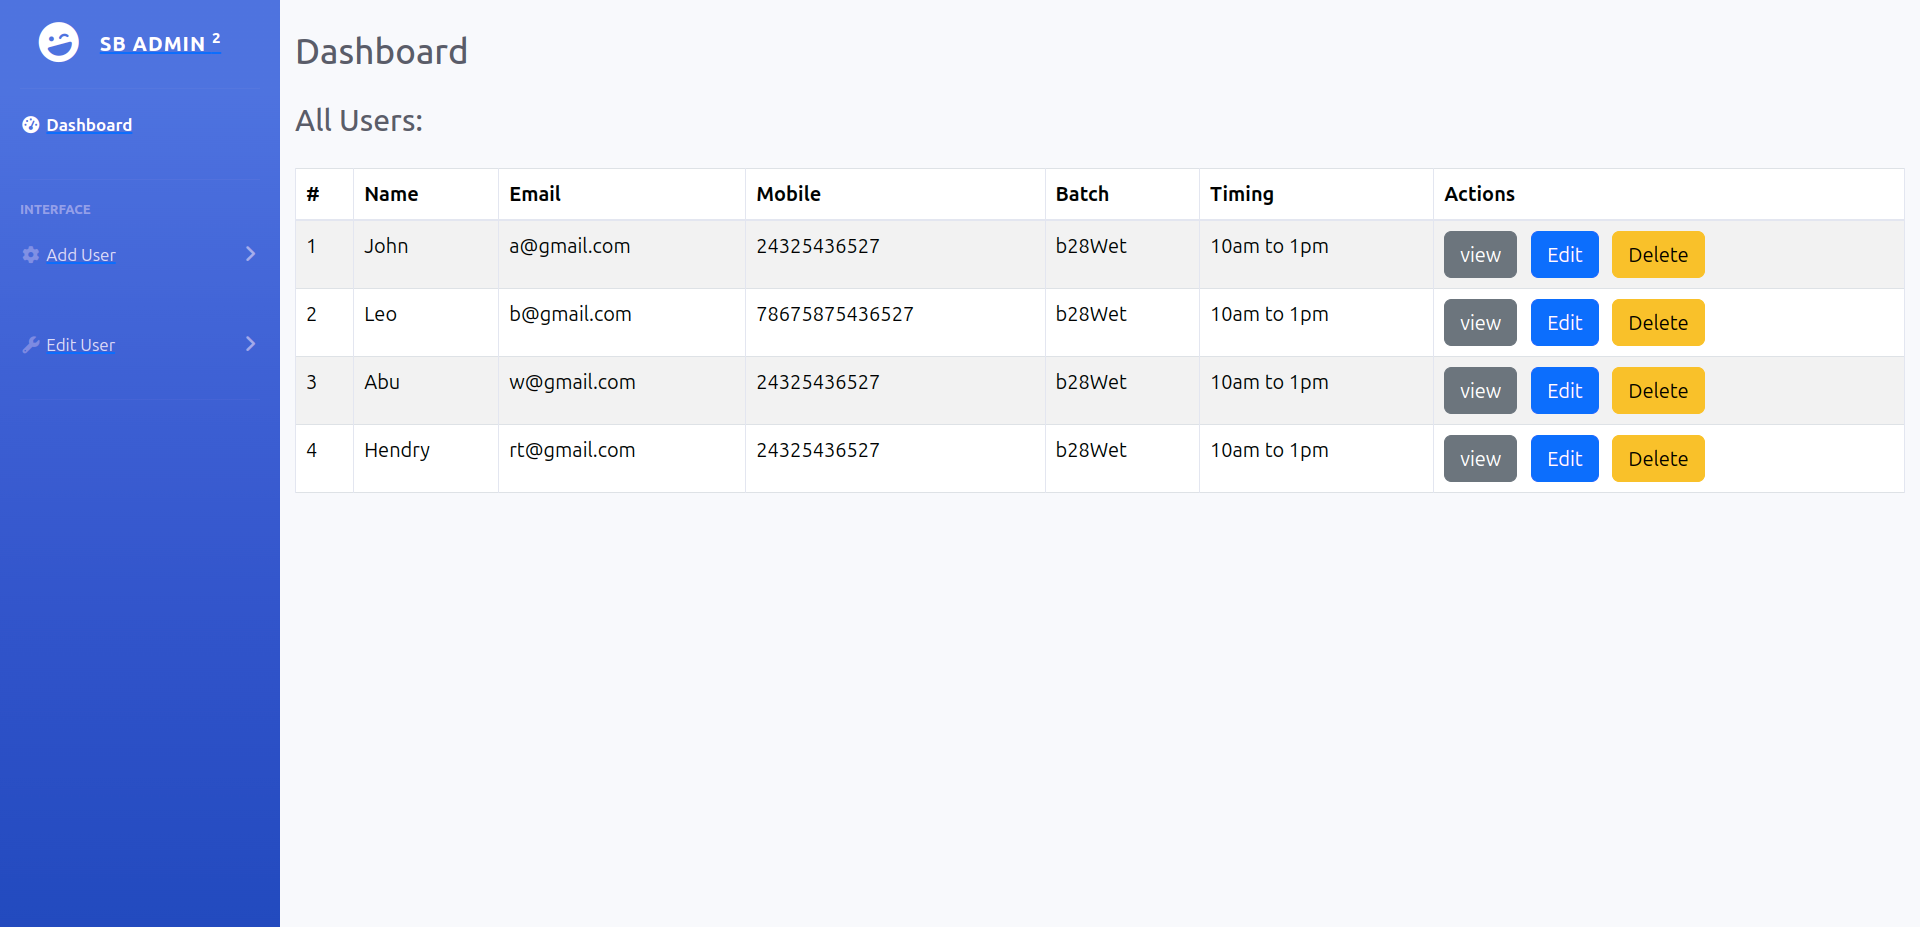 SB ADMIN 2
Dashboard
INTERFACE
Add User
Edit User
Dashboard
All Users:
# Name Email Mobile Batch Timing Actions
1 John a@gmail.com 24325436527 b28Wet 10am to 1pm view Edit Delete
2 Leo b@gmail.com 78675875436527 b28Wet 10am to 1pm view Edit Delete
3 Abu w@gmail.com 24325436527 b28Wet 10am to 1pm view Edit Delete
4 Hendry rt@gmail.com 24325436527 b28Wet 10am to 1pm view Edit Delete